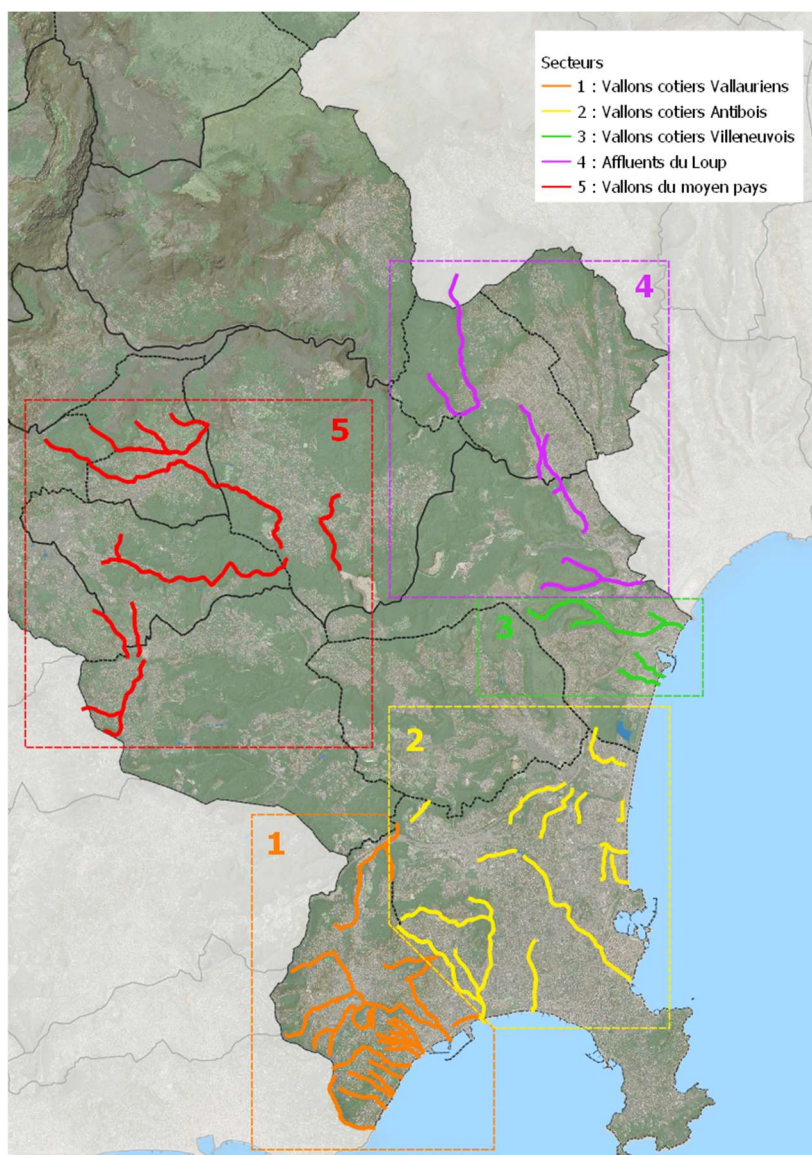 Secteurs
1 : Vallons cotiers Vallauriens
2 : Vallons cotiers Antibois
3 : Vallons cotiers Villeneuvois
4 : Affluents du Loup
5 : Vallons du moyen pays
4
5
3
2
1